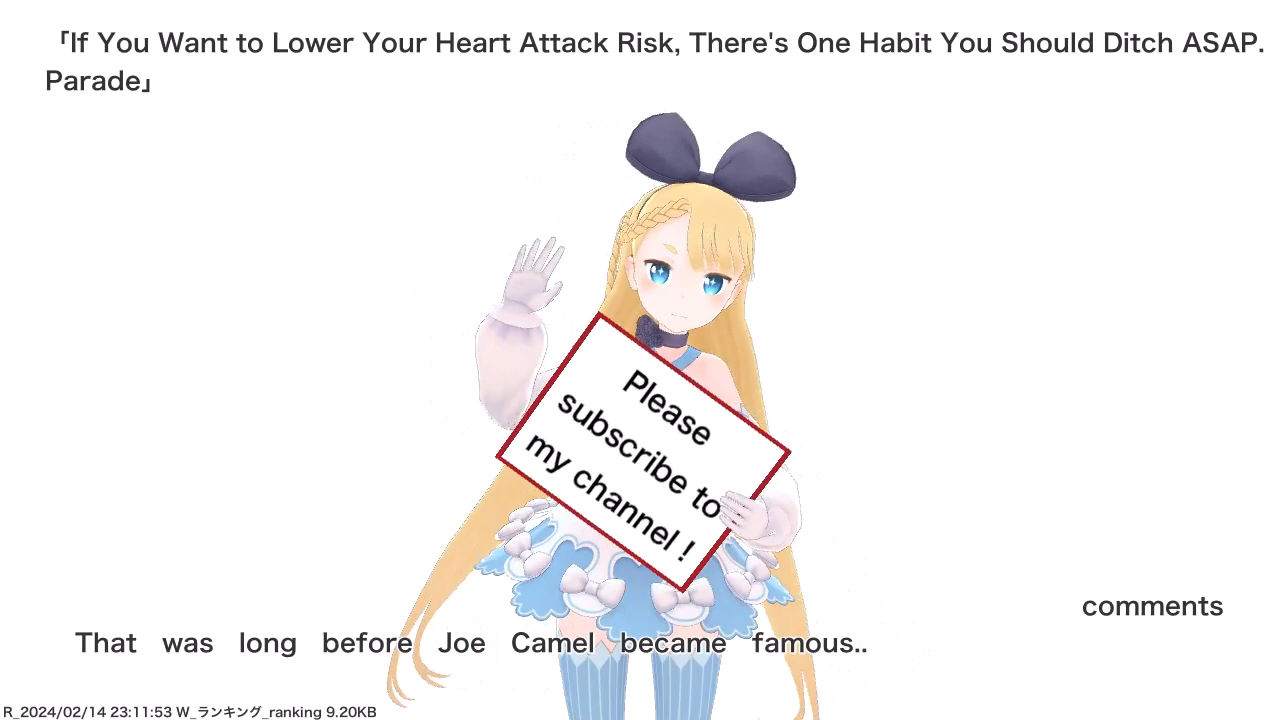 「If You Want to Lower Your Heart Attack Risk, There's One Habit You Should Ditch ASAP.
Parade」
Please
subscribe to
my channel !
comments
That was long before Joe Camel became famous..
R_2024/02/14 23:11:53 W_ランキング_ranking 9.20KB